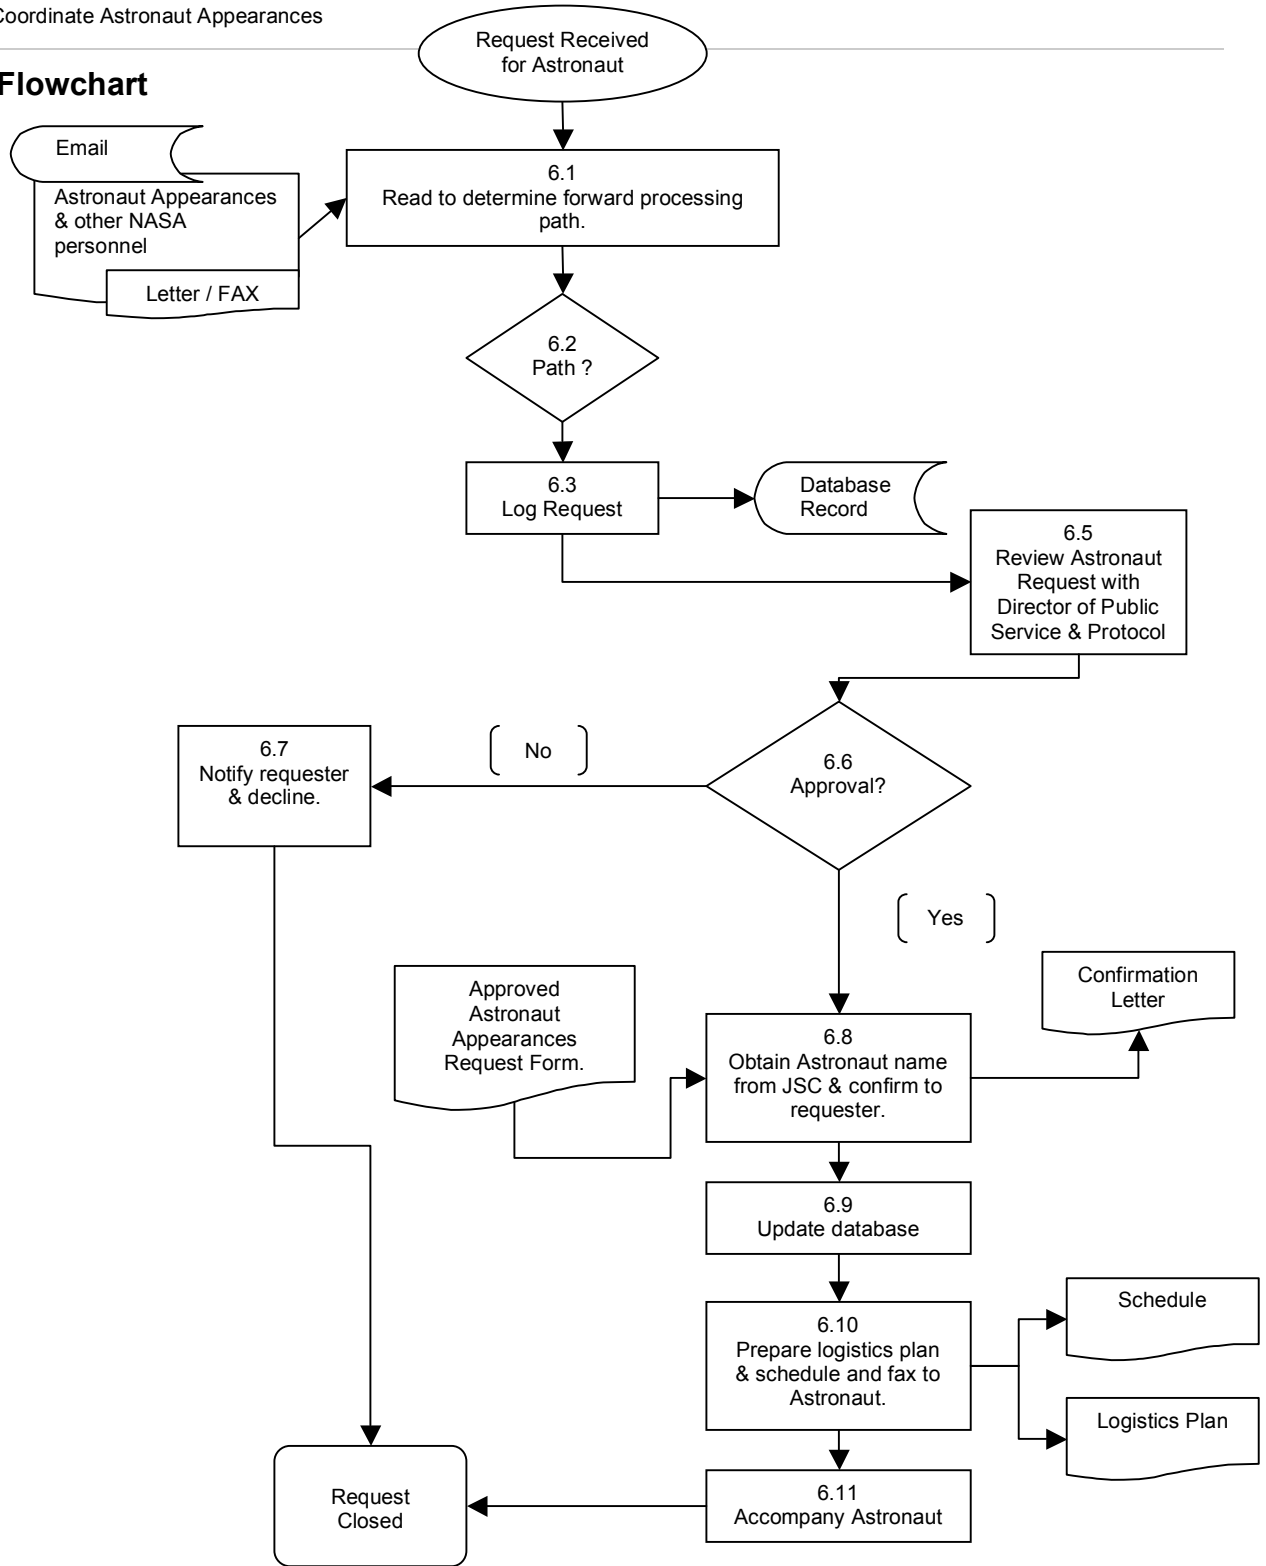 Coordinate Astronaut Appearances
Request Received
for Astronaut
Flowchart
Email
Astronaut Appearances
& other NASA
personnel
Letter / FAX
6.1
Read to determine forward processing
path.
6.2
Path ?
6.3
Log Request
Database
Record
6.5
Review Astronaut
Request with
Director of Public
Service & Protocol
6.6
Approval?
No
6.7
Notify requester
& decline.
Yes
Approved
Astronaut
Appearances
Request Form.
6.8
Obtain Astronaut name
from JSC & confirm to
requester.
Confirmation
Letter
6.9
Update database
6.10
Prepare logistics plan
& schedule and fax to
Astronaut.
Schedule
Logistics Plan
6.11
Accompany Astronaut
Request
Closed